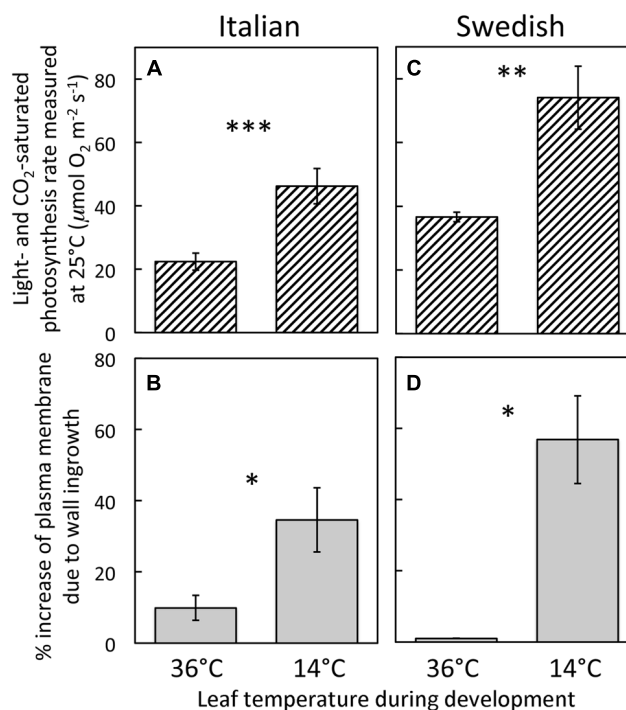 Italian
Swedish
Light- and CO₂-saturated
photosynthesis rate measured
at 25°C (μmol O₂ m⁻² s⁻¹)
80
60
40
20
0
A
***
C
**
% increase of plasma membrane
due to wall ingrowth
80
60
40
20
0
B
*
D
*
36°C
14°C
36°C
14°C
Leaf temperature during development